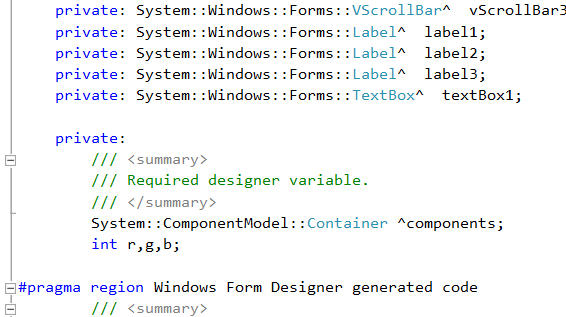 private: System::Windows::Forms::VScrollBar^  vScrollBar3
private: System::Windows::Forms::Label^  label1;
private: System::Windows::Forms::Label^  label2;
private: System::Windows::Forms::Label^  label3;
private: System::Windows::Forms::TextBox^  textBox1;
private:
/// <summary>
/// Required designer variable.
/// </summary>
System::ComponentModel::Container ^components;
int r,g,b;
#pragma region Windows Form Designer generated code
/// <summary>